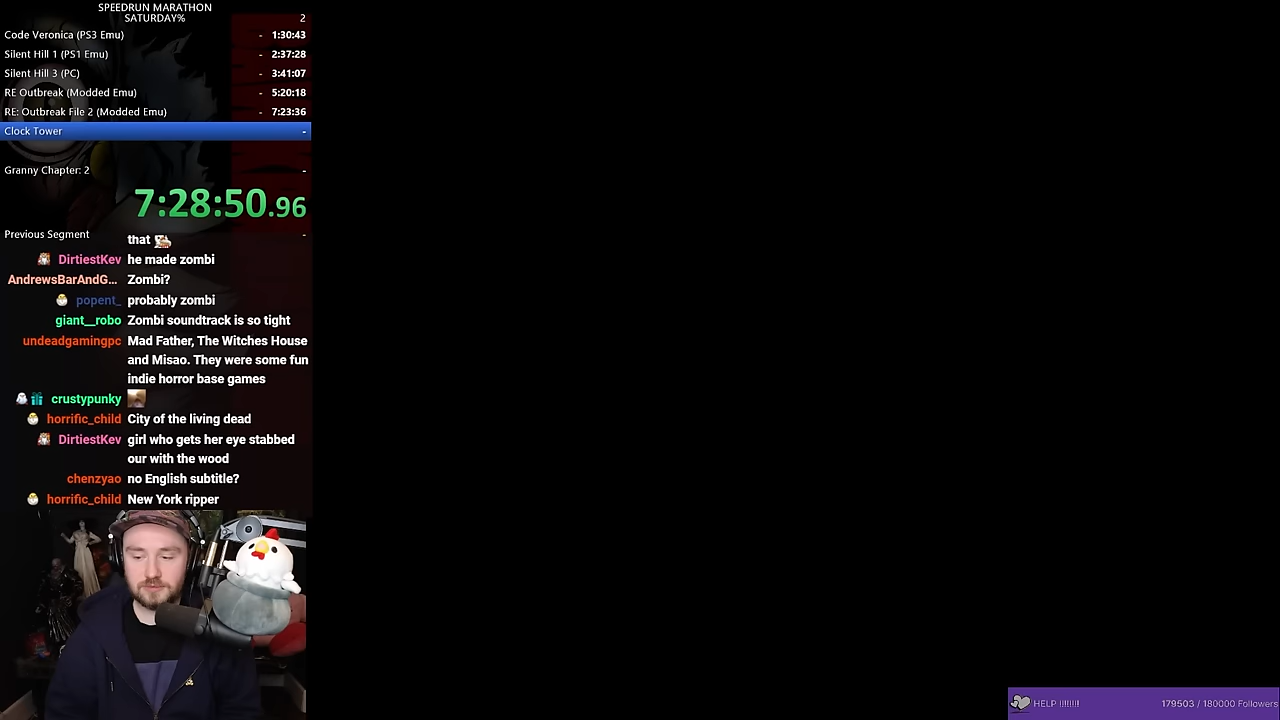 SPEEDRUN MARATHON
SATURDAY% 2
Code Veronica (PS3 Emu) - 1:30:43
Silent Hill 1 (PS1 Emu) - 2:37:28
Silent Hill 3 (PC) - 3:41:07
RE Outbreak (Modded Emu) - 5:20:18
RE: Outbreak File 2 (Modded Emu) - 7:23:36
Clock Tower -
Granny Chapter: 2 -
7:28:50.96
Previous Segment -
that
DirtiestKev he made zombi
AndrewsBarAndG... Zombi?
popent_ probably zombi
giant__robo Zombi soundtrack is so tight
undeadgamingpc Mad Father, The Witches House
and Misao. They were some fun
indie horror base games
crustypunky
horrific_child City of the living dead
DirtiestKev girl who gets her eye stabbed
our with the wood
chenzyao no English subtitle?
horrific_child New York ripper
HELP !!!!!!! 179503 / 180000 Followers